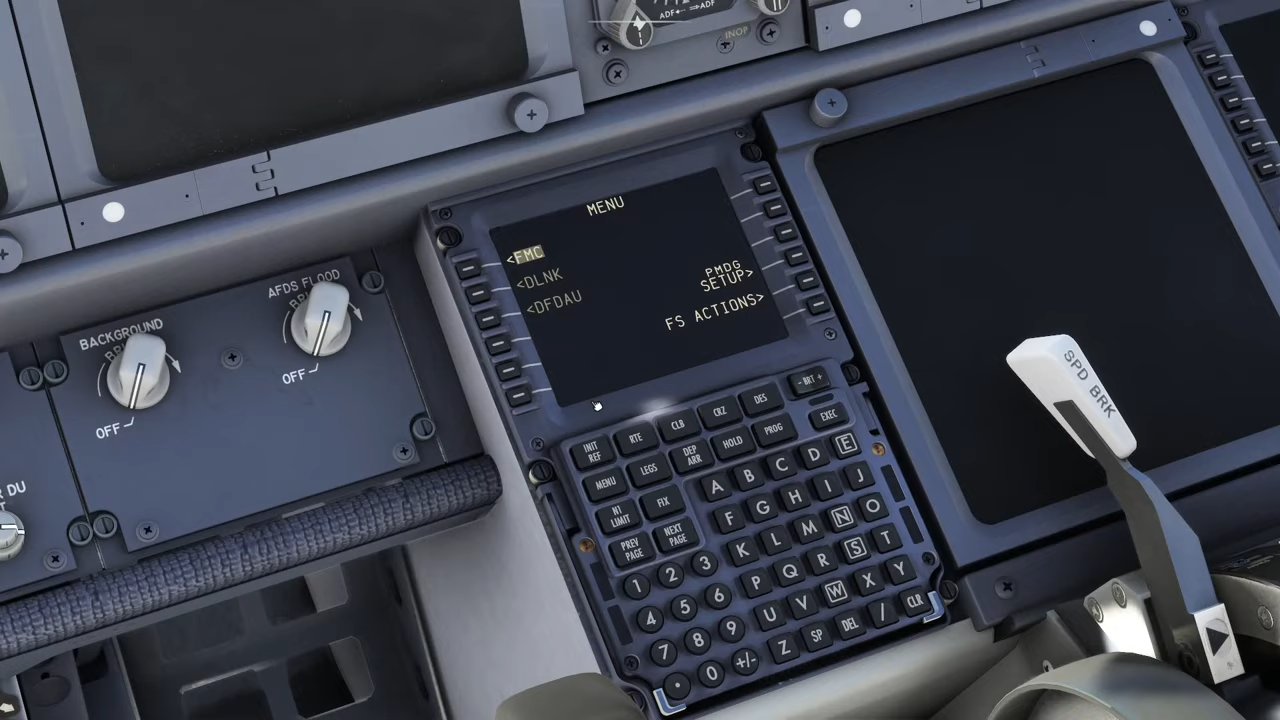 ADF← →ADF
INOP
MENU
<FMC
<DLNK
<DFDAU
PMDG
SETUP>
FS ACTIONS>
AFDS FLOOD
OFF
BACKGROUND
OFF
DU
SPD BRK
- BRT +
INIT REF
RTE
CLB
CRZ
DES
EXEC
MENU
LEGS
DEP ARR
HOLD
PROG
N1 LIMIT
FIX
PREV PAGE
NEXT PAGE
A B C D E
F G H I J
K L M N O
P Q R S T
U V W X Y
Z SP DEL / CLR
1 2 3
4 5 6
7 8 9
. 0 +/-